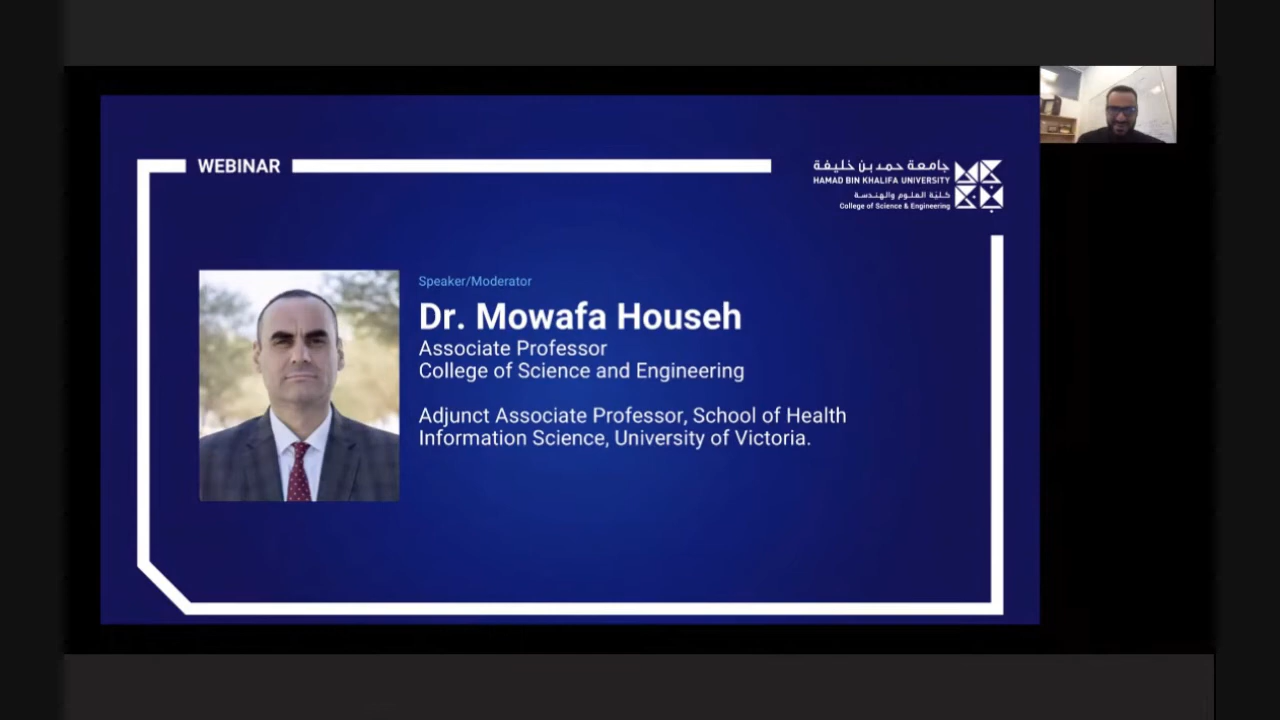 WEBINAR
جامعة حمد بن خليفة
HAMAD BIN KHALIFA UNIVERSITY
كلية العلوم والهندسة
College of Science & Engineering
Speaker/Moderator
Dr. Mowafa Househ
Associate Professor
College of Science and Engineering
Adjunct Associate Professor, School of Health
Information Science, University of Victoria.